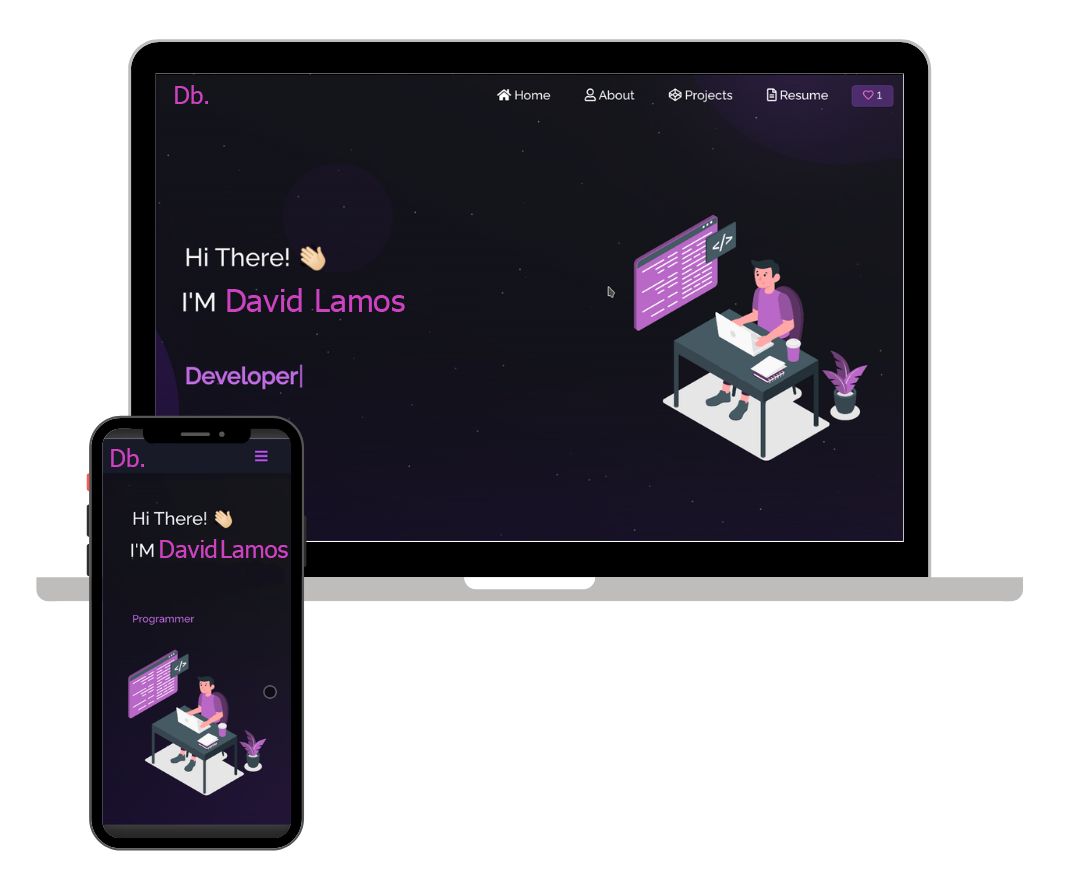 Db.
Home About Projects Resume 1
Hi There! 👋🏻
I'M David Lamos
Developer|
</>
Db.
Hi There! 👋🏻
I'M David Lamos
Programmer
</>